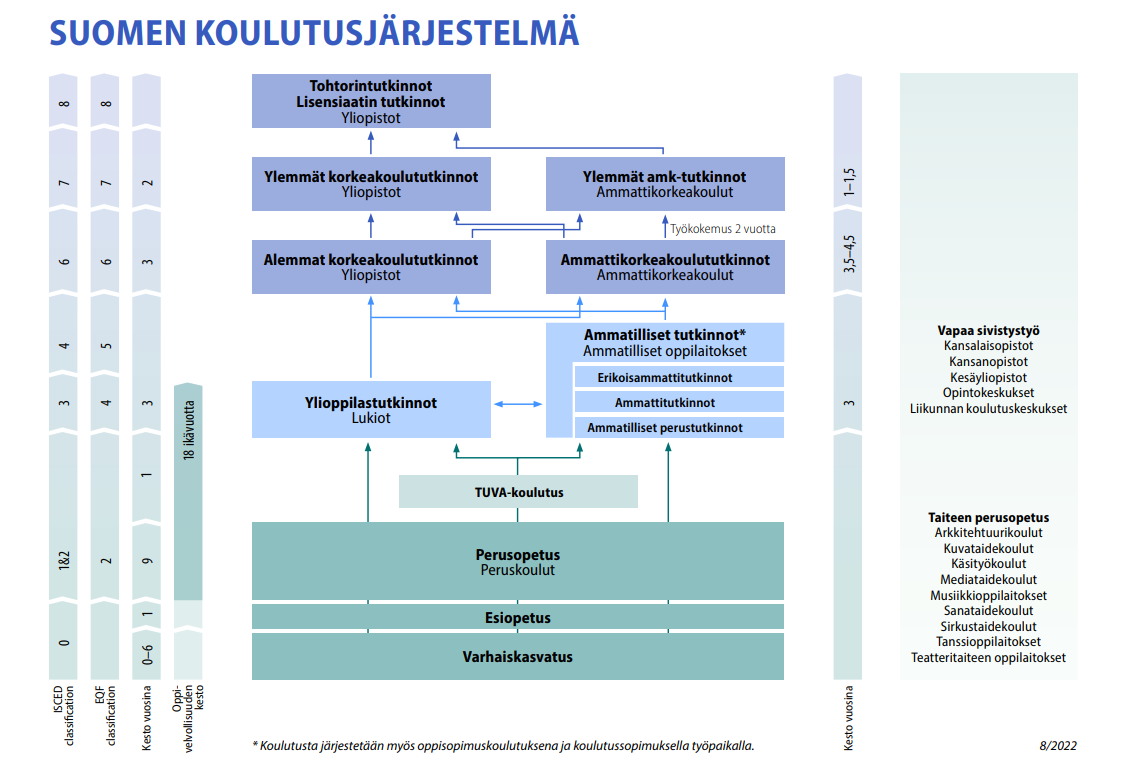 SUOMEN KOULUTUSJÄRJESTELMÄ
8
8
Tohtorintutkinnot
Lisensiaatin tutkinnot
Yliopistot
7
7
2
Ylemmät korkeakoulututkinnot
Yliopistot
Ylemmät amk-tutkinnot
Ammattikorkeakoulut
1–1,5
Työkokemus 2 vuotta
6
6
3
Alemmat korkeakoulututkinnot
Yliopistot
Ammattikorkeakoulututkinnot
Ammattikorkeakoulut
3,5–4,5
4
5
Ammatilliset tutkinnot*
Ammatilliset oppilaitokset
Erikoisammattitutkinnot
Ammattitutkinnot
Ammatilliset perustutkinnot
3
4
3
18 ikävuotta
Ylioppilastutkinnot
Lukiot
3
1
TUVA-koulutus
1&2
2
9
Perusopetus
Peruskoulut
1
Esiopetus
0
0–6
Varhaiskasvatus
Vapaa sivistystyö
Kansalaisopistot
Kansanopistot
Kesäyliopistot
Opintokeskukset
Liikunnan koulutuskeskukset
Taiteen perusopetus
Arkkitehtuurikoulut
Kuvataidekoulut
Käsityökoulut
Mediataidekoulut
Musiikkioppilaitokset
Sanataidekoulut
Sirkustaidekoulut
Tanssioppilaitokset
Teatteritaiteen oppilaitokset
ISCED
classification
EQF
classification
Kesto vuosina
Oppi-
velvollisuuden
kesto
Kesto vuosina
* Koulutusta järjestetään myös oppisopimuskoulutuksena ja koulutussopimuksella työpaikalla.
8/2022